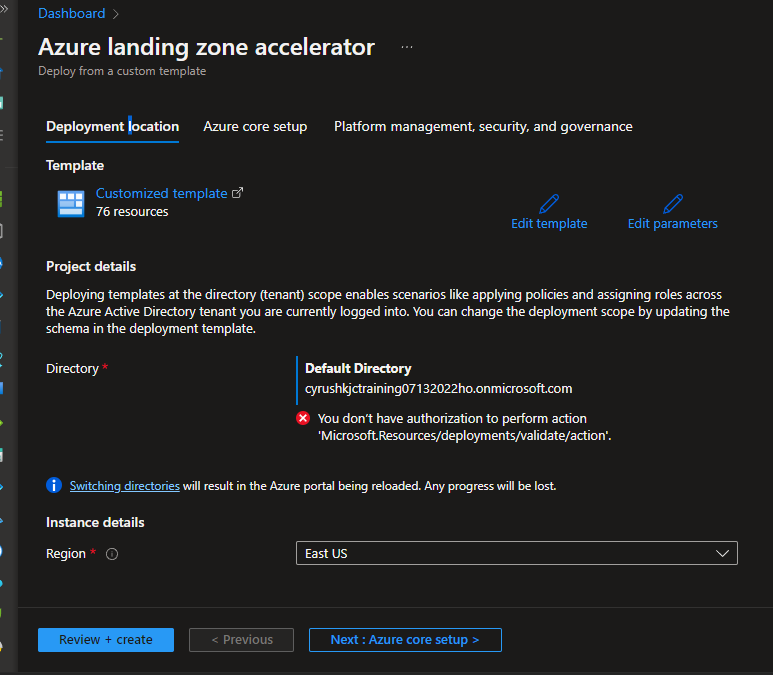 Dashboard
Azure landing zone accelerator
Deploy from a custom template
Deployment location Azure core setup Platform management, security, and governance
Template
Customized template
76 resources
Edit template Edit parameters
Project details
Deploying templates at the directory (tenant) scope enables scenarios like applying policies and assigning roles across
the Azure Active Directory tenant you are currently logged into. You can change the deployment scope by updating the
schema in the deployment template.
Directory *
Default Directory
cyrushkjctraining07132022ho.onmicrosoft.com
You don't have authorization to perform action
'Microsoft.Resources/deployments/validate/action'.
Switching directories will result in the Azure portal being reloaded. Any progress will be lost.
Instance details
Region * East US
Review + create < Previous Next : Azure core setup >